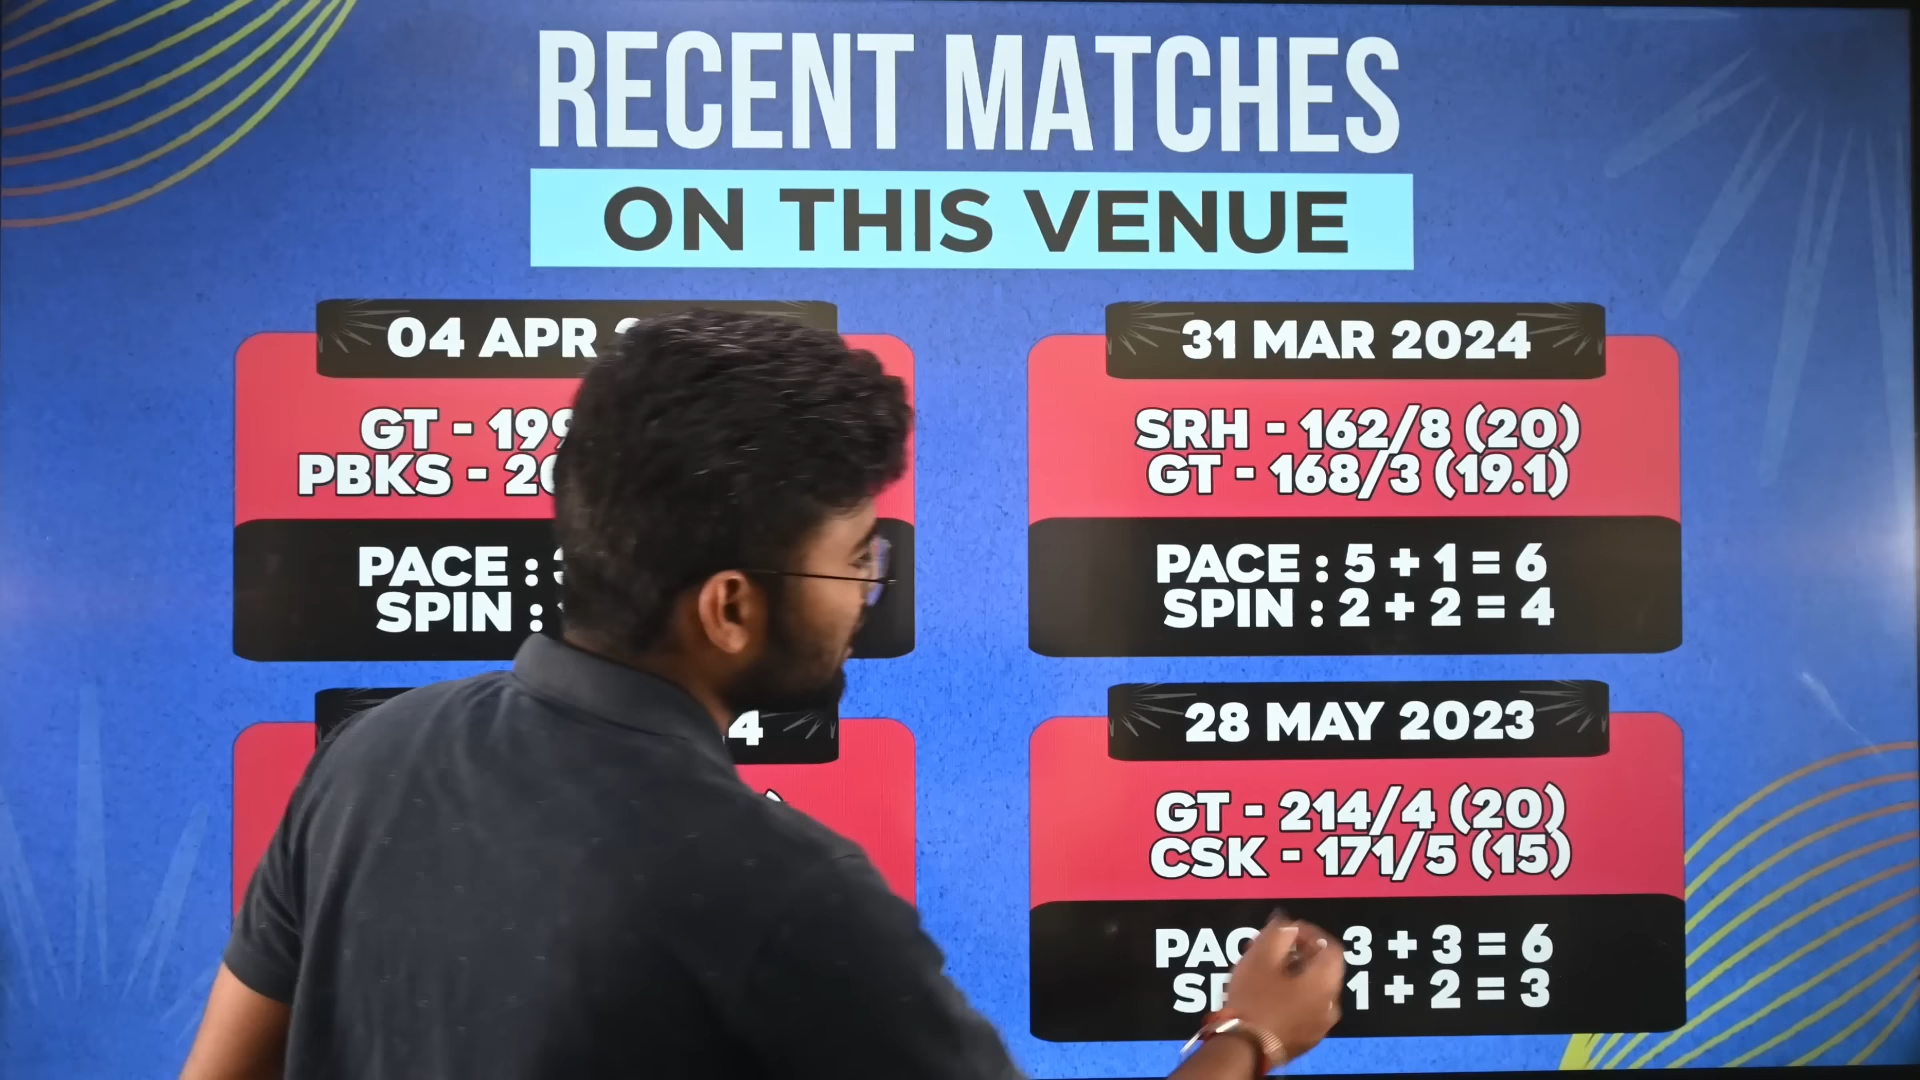 RECENT MATCHES
ON THIS VENUE
04 APR
GT - 199
PBKS - 20
PACE :
SPIN :
31 MAR 2024
SRH - 162/8 (20)
GT - 168/3 (19.1)
PACE : 5 + 1 = 6
SPIN : 2 + 2 = 4
4
28 MAY 2023
GT - 214/4 (20)
CSK - 171/5 (15)
3 + 3 = 6
1 + 2 = 3